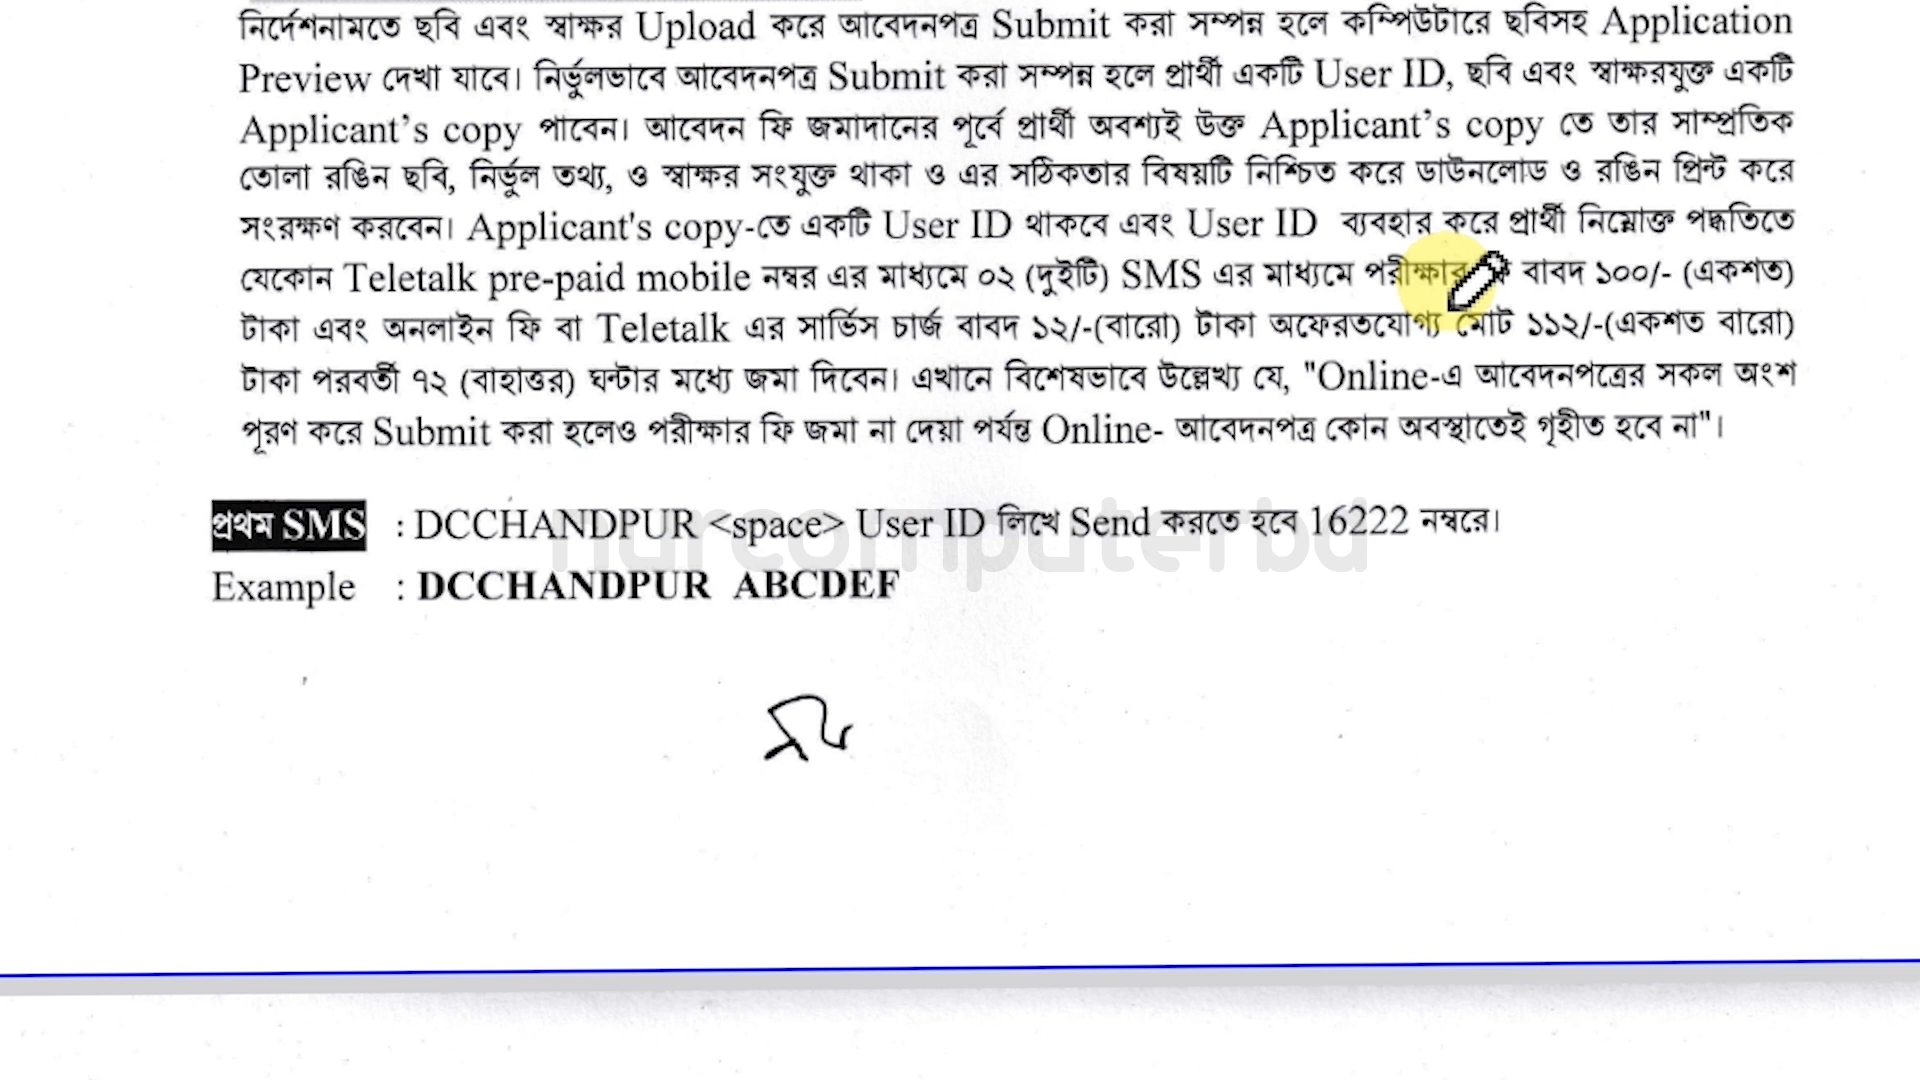 নির্দেশনামতে ছবি এবং স্বাক্ষর Upload করে আবেদনপত্র Submit করা সম্পন্ন হলে কম্পিউটারে ছবিসহ Application
Preview দেখা যাবে। নির্ভুলভাবে আবেদনপত্র Submit করা সম্পন্ন হলে প্রার্থী একটি User ID, ছবি এবং স্বাক্ষরযুক্ত একটি
Applicant’s copy পাবেন। আবেদন ফি জমাদানের পূর্বে প্রার্থী অবশ্যই উক্ত Applicant’s copy তে তার সাম্প্রতিক
তোলা রঙিন ছবি, নির্ভুল তথ্য, ও স্বাক্ষর সংযুক্ত থাকা ও এর সঠিকতার বিষয়টি নিশ্চিত করে ডাউনলোড ও রঙিন প্রিন্ট করে
সংরক্ষণ করবেন। Applicant's copy-তে একটি User ID থাকবে এবং User ID ব্যবহার করে প্রার্থী নিম্নোক্ত পদ্ধতিতে
যেকোন Teletalk pre-paid mobile নম্বর এর মাধ্যমে ০২ (দুইটি) SMS এর মাধ্যমে পরীক্ষার বাবদ ১০০/- (একশত)
টাকা এবং অনলাইন ফি বা Teletalk এর সার্ভিস চার্জ বাবদ ১২/-(বারো) টাকা অফেরতযোগ্য মোট ১১২/-(একশত বারো)
টাকা পরবর্তী ৭২ (বাহাত্তর) ঘন্টার মধ্যে জমা দিবেন। এখানে বিশেষভাবে উল্লেখ্য যে, "Online-এ আবেদনপত্রের সকল অংশ
পূরণ করে Submit করা হলেও পরীক্ষার ফি জমা না দেয়া পর্যন্ত Online- আবেদনপত্র কোন অবস্থাতেই গৃহীত হবে না"।
প্রথম SMS : DCCHANDPUR <space> User ID লিখে Send করতে হবে 16222 নম্বরে।
nurcomputerbd
Example : DCCHANDPUR ABCDEF